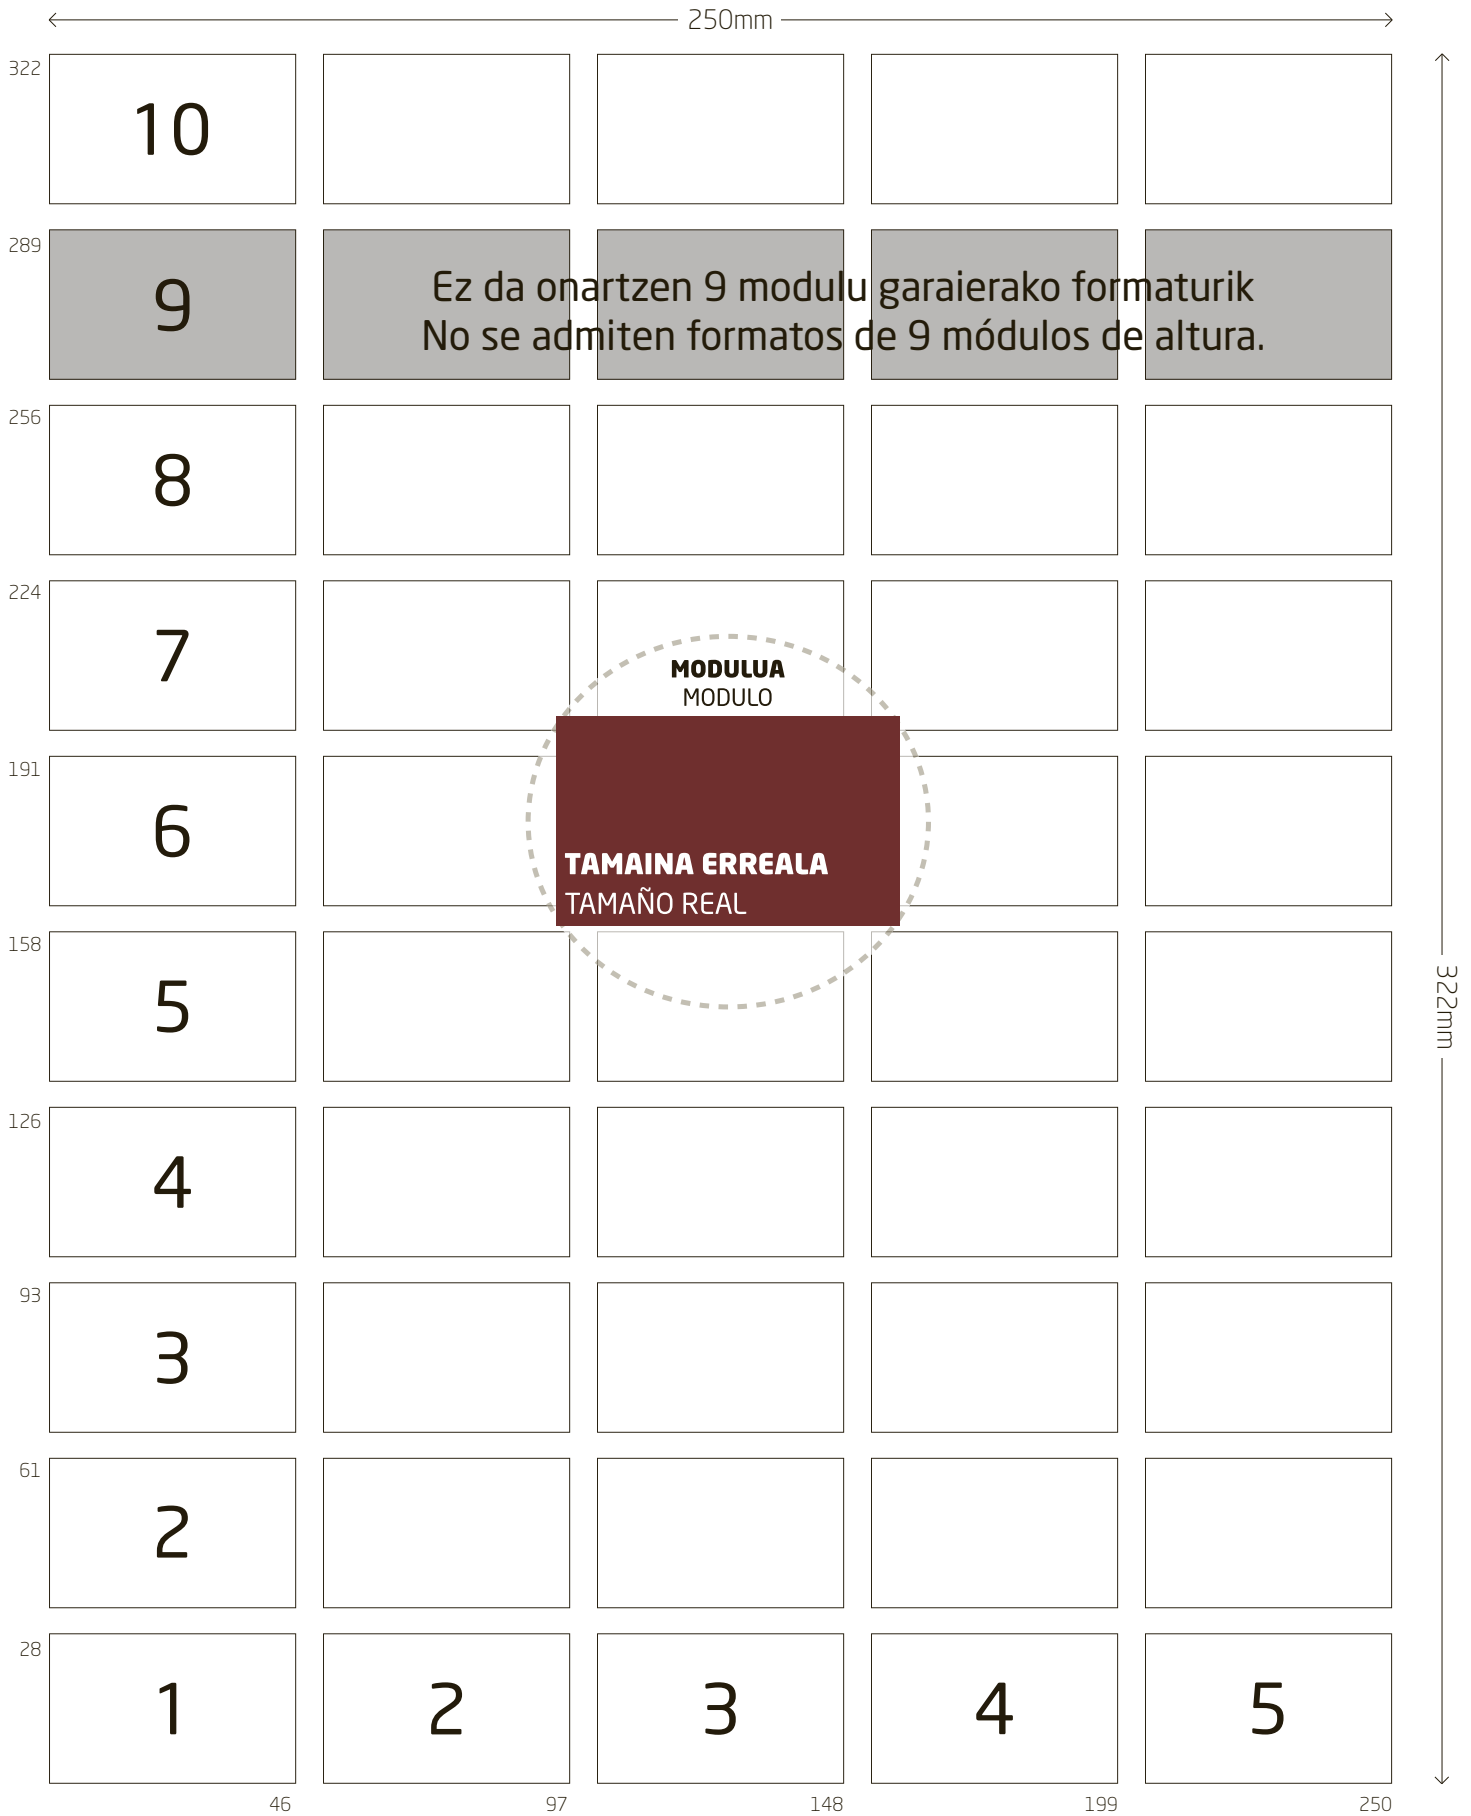 250mm
322
10
289
9
Ez da onartzen 9 modulu garaierako formaturik
No se admiten formatos de 9 módulos de altura.
256
8
224
7
MODULUA
MODULO
191
6
TAMAINA ERREALA
TAMAÑO REAL
158
5
322mm
126
4
93
3
61
2
28
1 2 3 4 5
46 97 148 199 250